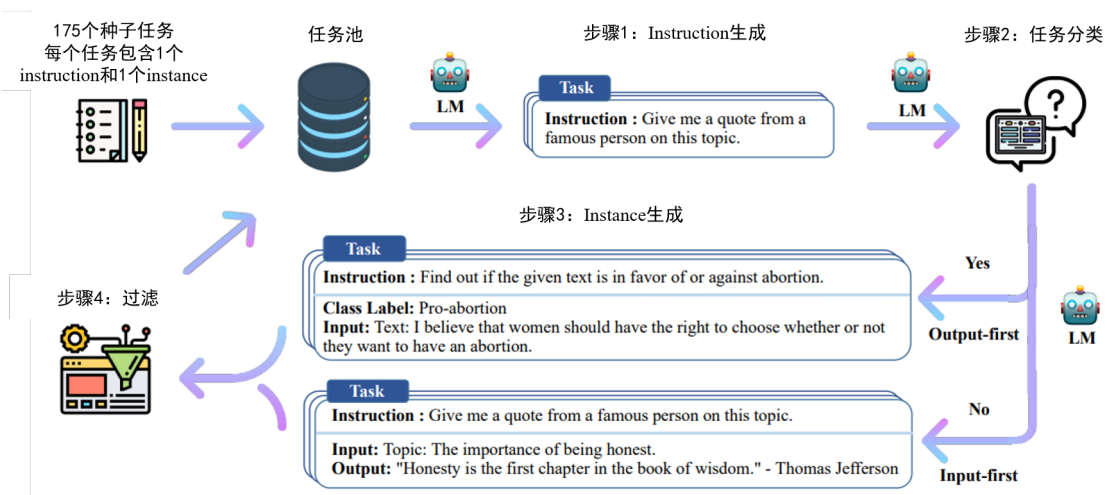 175个种子任务
每个任务包含1个
instruction和1个instance
任务池
LM
步骤1：Instruction生成
Task
Instruction : Give me a quote from a
famous person on this topic.
LM
步骤2：任务分类
?
步骤3：Instance生成
Task
Instruction : Find out if the given text is in favor of or against abortion.
Class Label: Pro-abortion
Input: Text: I believe that women should have the right to choose whether or not
they want to have an abortion.
Yes
Output-first
LM
Task
Instruction : Give me a quote from a famous person on this topic.
Input: Topic: The importance of being honest.
Output: "Honesty is the first chapter in the book of wisdom." - Thomas Jefferson
No
Input-first
步骤4：过滤